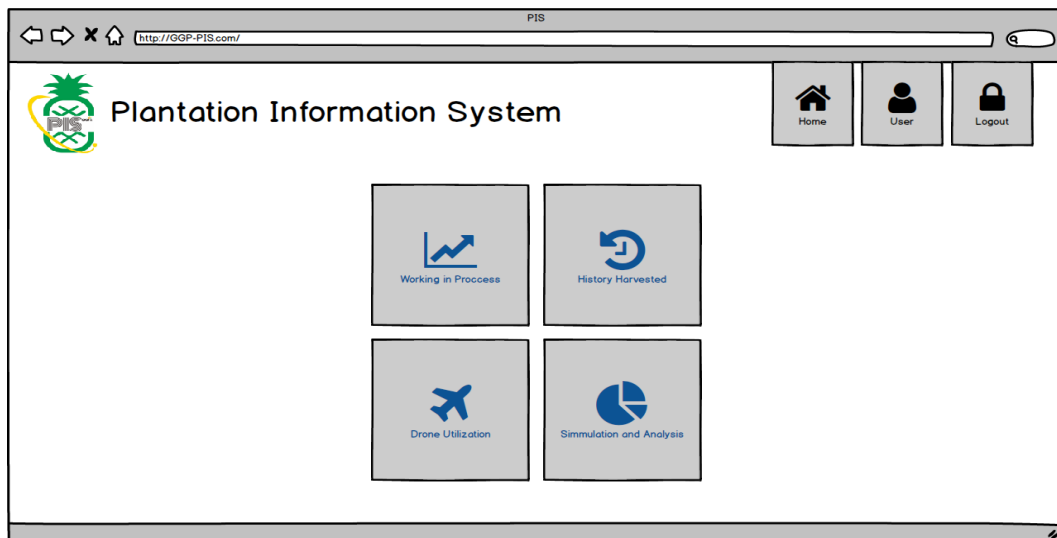 PIS
http://GGP-PIS.com/
PIS
Plantation Information System
Home
User
Logout
Working in Proccess
History Harvested
Drone Utilization
Simmulation and Analysis